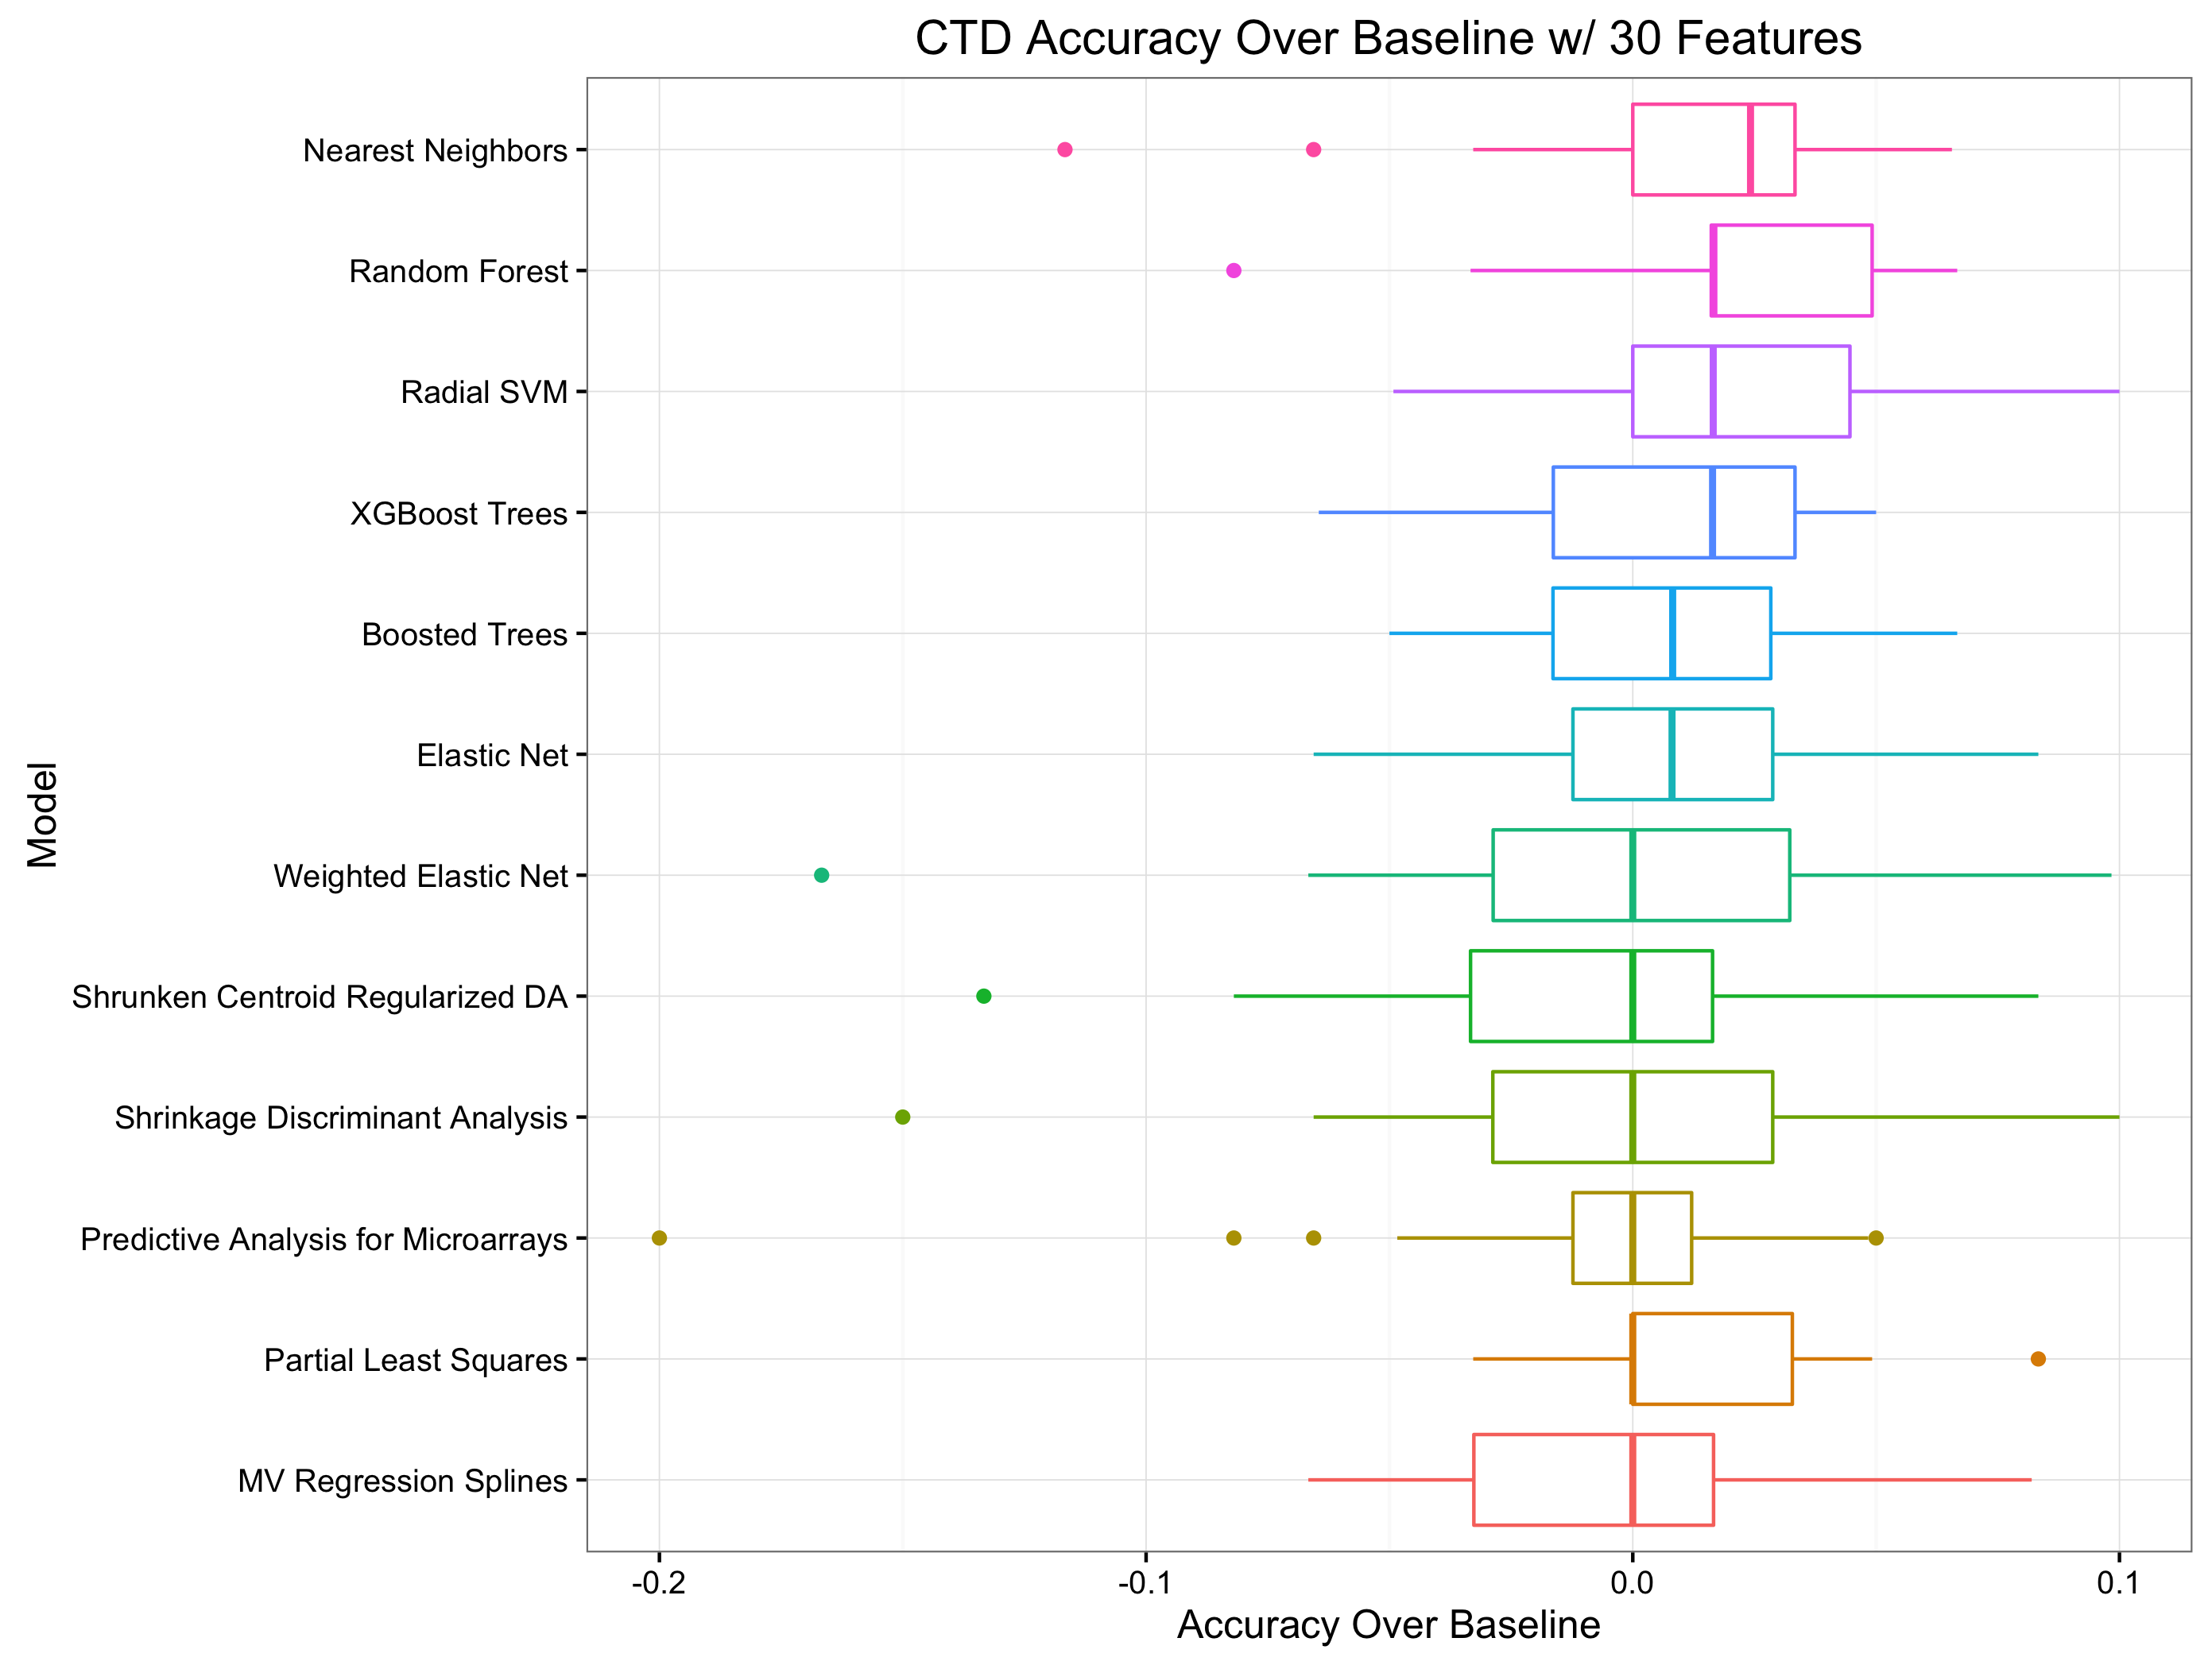 CTD Accuracy Over Baseline w/ 30 Features
Model
Nearest Neighbors
Random Forest
Radial SVM
XGBoost Trees
Boosted Trees
Elastic Net
Weighted Elastic Net
Shrunken Centroid Regularized DA
Shrinkage Discriminant Analysis
Predictive Analysis for Microarrays
Partial Least Squares
MV Regression Splines
-0.2 -0.1 0.0 0.1
Accuracy Over Baseline